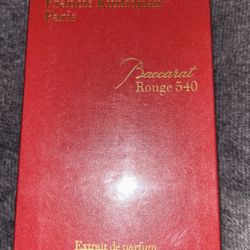 Paris
Baccarat
Rouge 540
Extrait de parfum